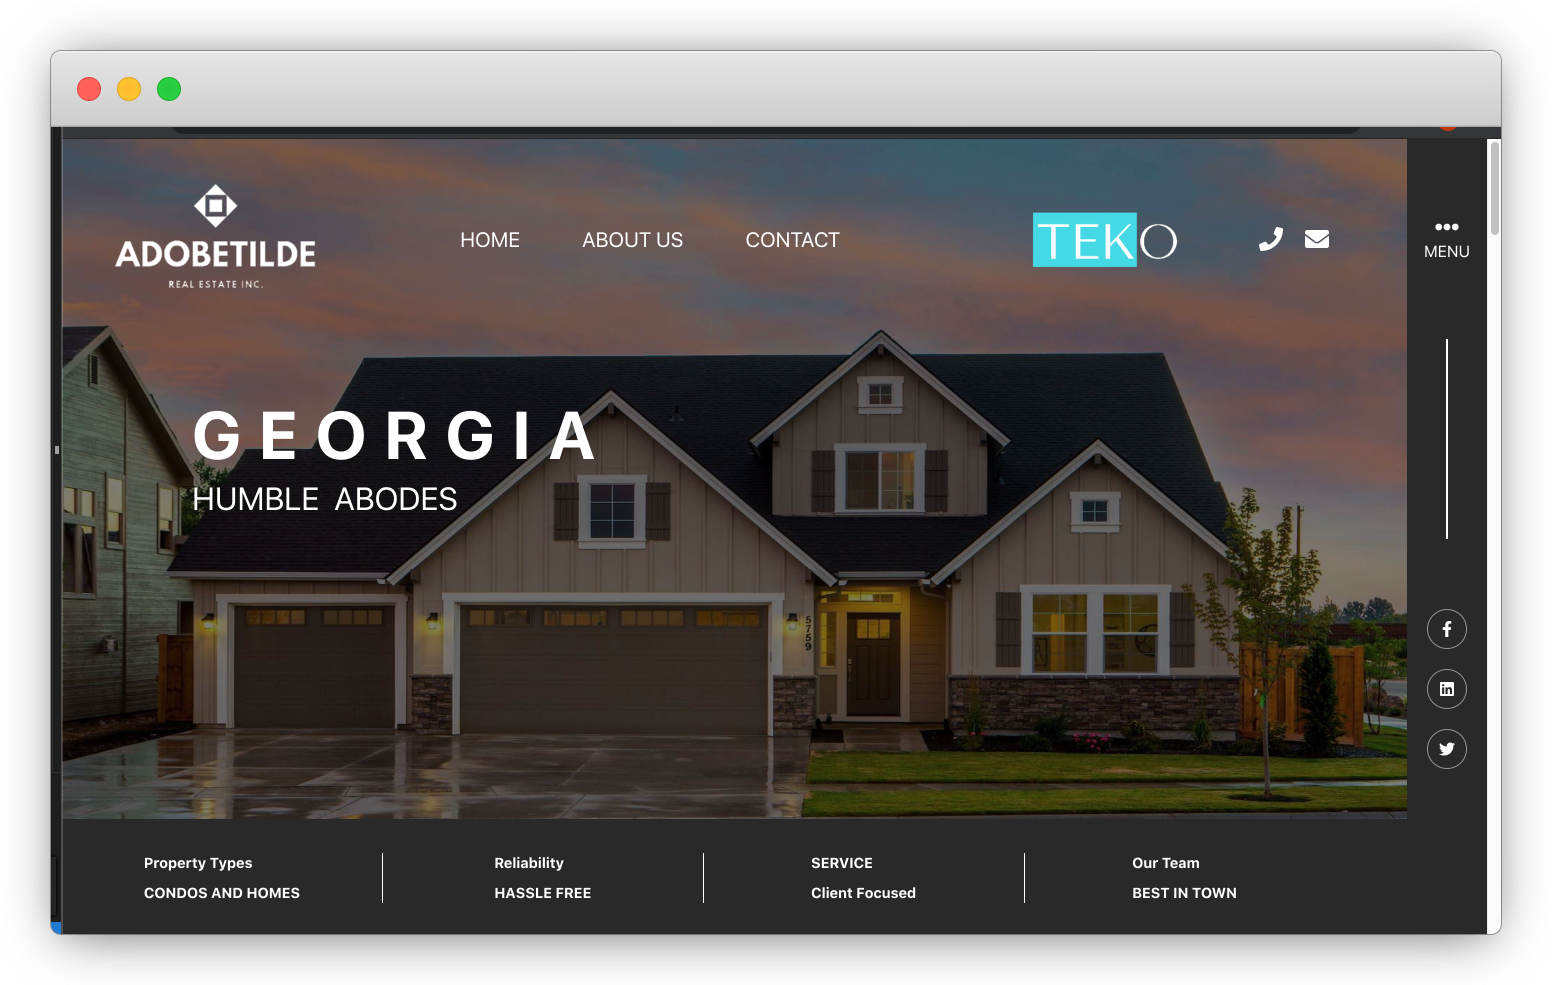 ADOBETILDE
REAL ESTATE INC.
HOME
ABOUT US
CONTACT
TEKO
MENU
GEORGIA
HUMBLE ABODES
5759
Property Types
CONDOS AND HOMES
Reliability
HASSLE FREE
SERVICE
Client Focused
Our Team
BEST IN TOWN